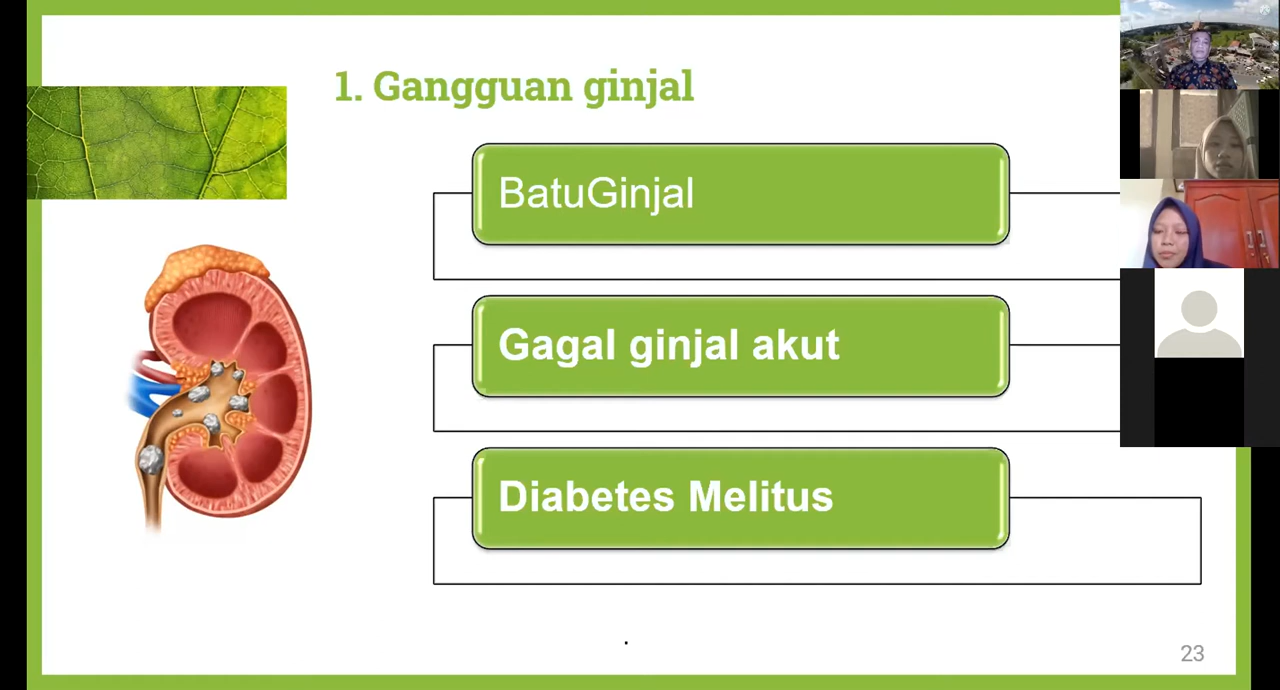 1. Gangguan ginjal
BatuGinjal
Gagal ginjal akut
Diabetes Melitus
.
23